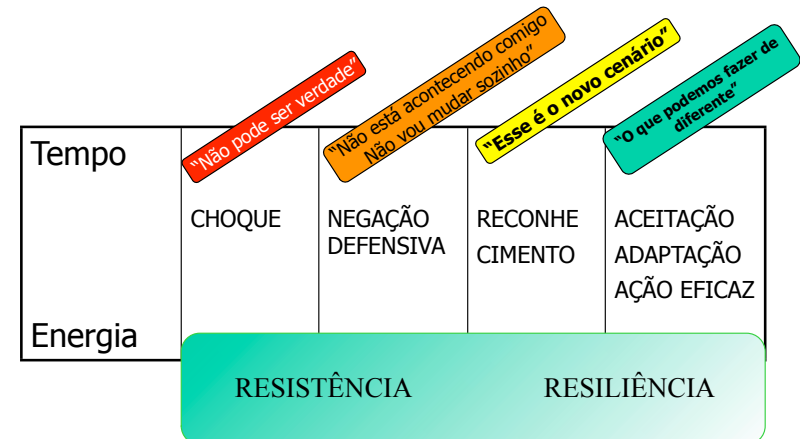 "Não pode ser verdade"
"Não está acontecendo comigo
Não vou mudar sozinho"
"Esse é o novo cenário"
"O que podemos fazer de
diferente"
Tempo
CHOQUE
NEGAÇÃO
DEFENSIVA
RECONHE
CIMENTO
ACEITAÇÃO
ADAPTAÇÃO
AÇÃO EFICAZ
Energia
RESISTÊNCIA
RESILIÊNCIA